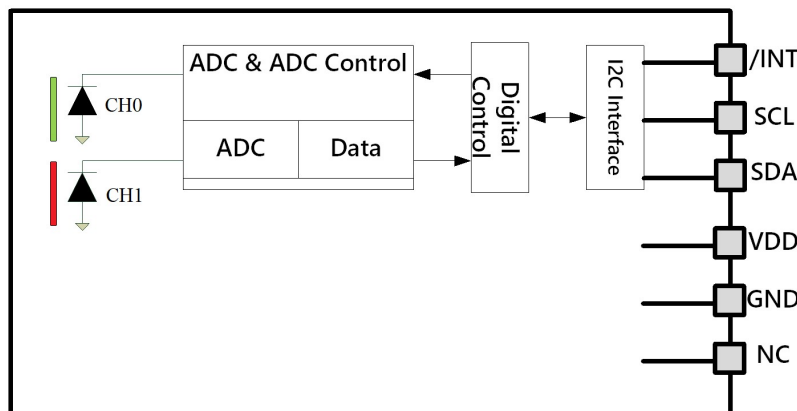 ADC & ADC Control
ADC
Data
CH0
CH1
Digital
Control
I2C Interface
/INT
SCL
SDA
VDD
GND
NC